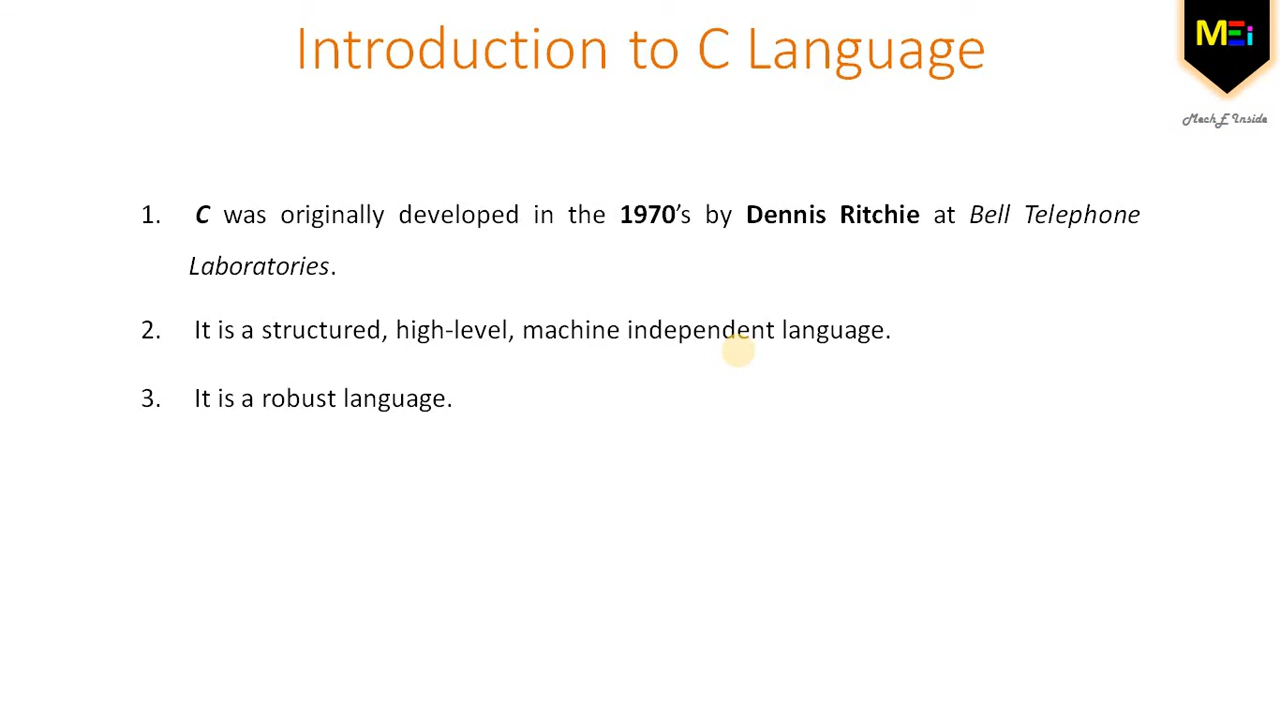 Introduction to C Language
MEi
MechE Inside
1. C was originally developed in the 1970’s by Dennis Ritchie at Bell Telephone
Laboratories.
2. It is a structured, high-level, machine independent language.
3. It is a robust language.